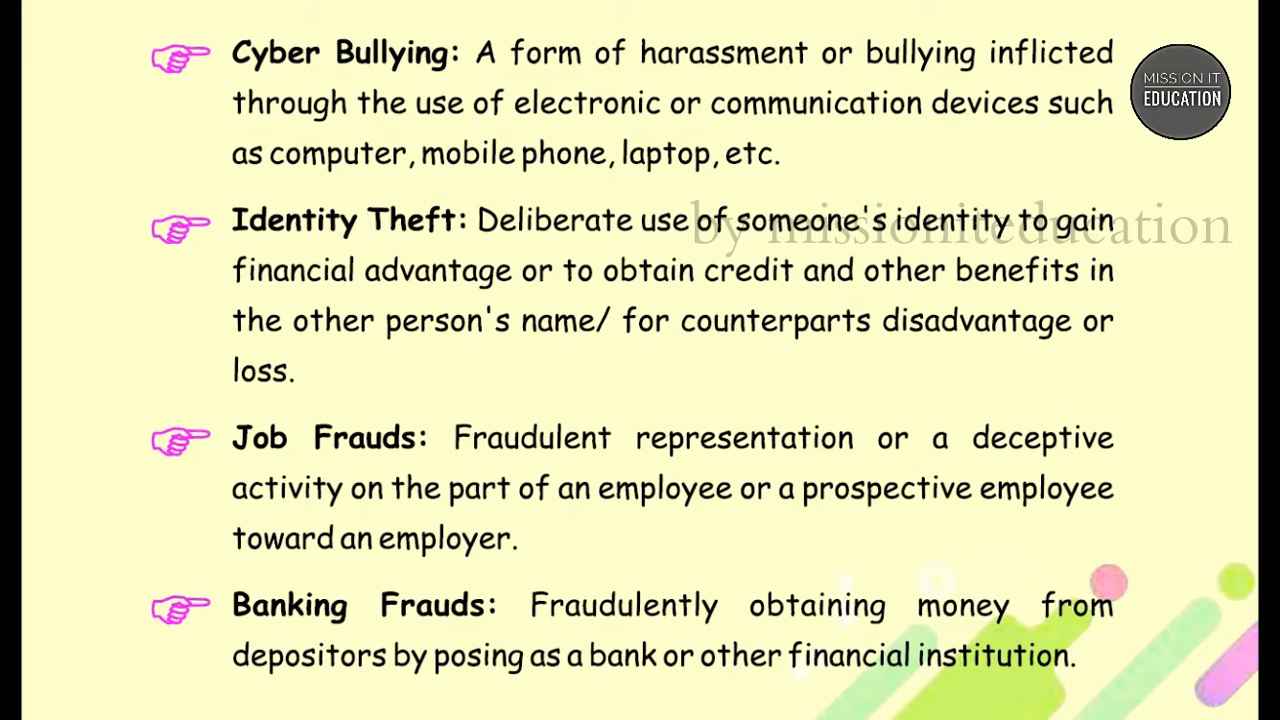 Cyber Bullying: A form of harassment or bullying inflicted
through the use of electronic or communication devices such
as computer, mobile phone, laptop, etc.
MISSION IT
EDUCATION
Identity Theft: Deliberate use of someone's identity to gain
by missioniteducation
financial advantage or to obtain credit and other benefits in
the other person's name/ for counterparts disadvantage or
loss.
Job Frauds: Fraudulent representation or a deceptive
activity on the part of an employee or a prospective employee
toward an employer.
Banking Frauds: Fraudulently obtaining money from
depositors by posing as a bank or other financial institution.